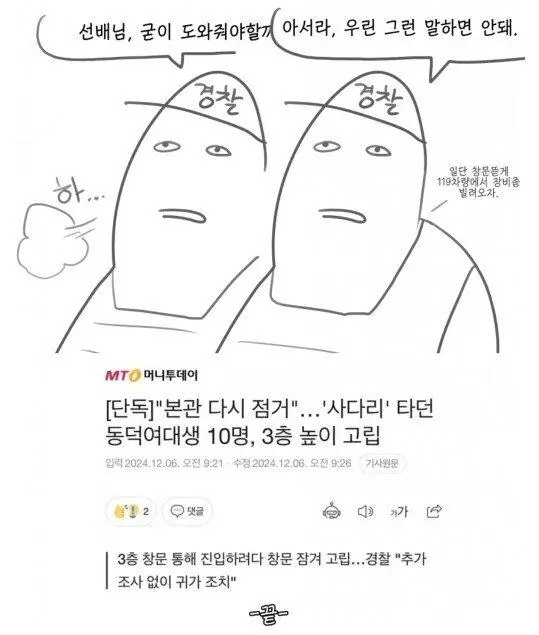 선배님, 굳이 도와줘야할까
아서라, 우린 그런 말하면 안돼.
경찰
경찰
하...
일단 창문뜯게
119차량에서 장비좀
빌려오자.
MT 머니투데이
[단독]"본관 다시 점거"…'사다리' 타던
동덕여대생 10명, 3층 높이 고립
입력 2024.12.06. 오전 9:21 · 수정 2024.12.06. 오전 9:26 기사원문
2 댓글 가가
3층 창문 통해 진입하려다 창문 잠겨 고립…경찰 "추가
조사 없이 귀가 조치"
-끝-